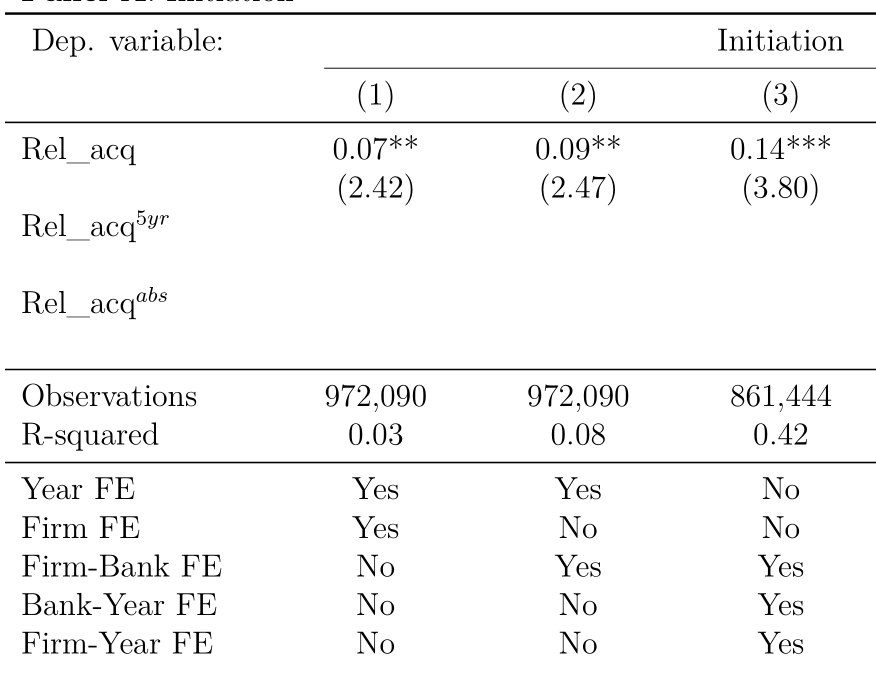 Dep. variable: Initiation
(1) (2) (3)
Rel_acq 0.07** 0.09** 0.14***
(2.42) (2.47) (3.80)
Rel_acq^5yr
Rel_acq^abs
Observations 972,090 972,090 861,444
R-squared 0.03 0.08 0.42
Year FE Yes Yes No
Firm FE Yes No No
Firm-Bank FE No Yes Yes
Bank-Year FE No No Yes
Firm-Year FE No No Yes